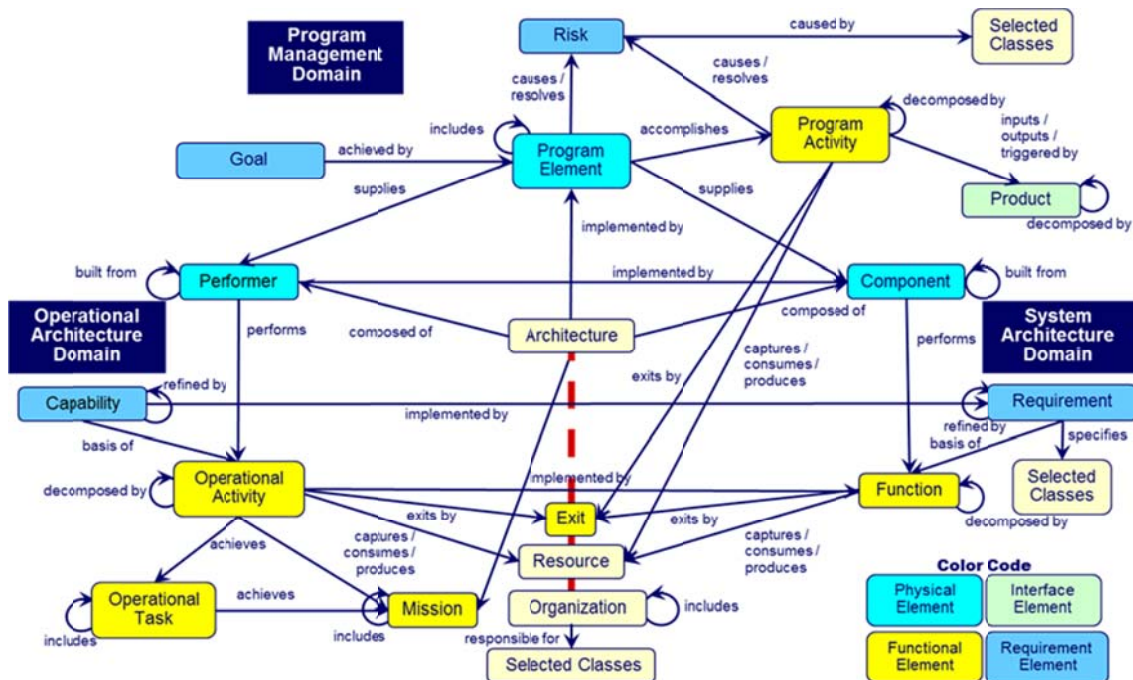 Program
Management
Domain
Risk
caused by
Selected
Classes
causes /
resolves
causes /
resolves
decomposed by
includes
accomplishes
Program
Activity
inputs /
outputs /
triggered by
Goal
achieved by
Program
Element
supplies
supplies
Product
decomposed by
implemented by
built from
Performer
implemented by
Component
built from
Operational
Architecture
Domain
performs
composed of
Architecture
composed of
performs
System
Architecture
Domain
captures /
consumes /
produces
exits by
refined by
Capability
implemented by
Requirement
refined by
basis of
basis of
specifies
Operational
Activity
decomposed by
implemented by
Function
Selected
Classes
exits by
Exit
exits by
decomposed by
achieves
captures /
consumes /
produces
Resource
captures /
consumes /
produces
Color Code
Operational
Task
achieves
Mission
Organization
includes
Physical
Element
Interface
Element
includes
includes
responsible for
Selected Classes
Functional
Element
Requirement
Element